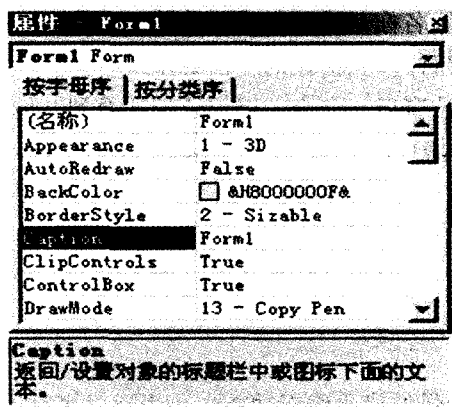 属性 - Form1
Form1 Form
按字母序 按分类序
(名称) Form1
Appearance 1 - 3D
AutoRedraw False
BackColor &H8000000F&
BorderStyle 2 - Sizable
Caption Form1
ClipControls True
ControlBox True
DrawMode 13 - Copy Pen
Caption
返回/设置对象的标题栏中或图标下面的文
本。